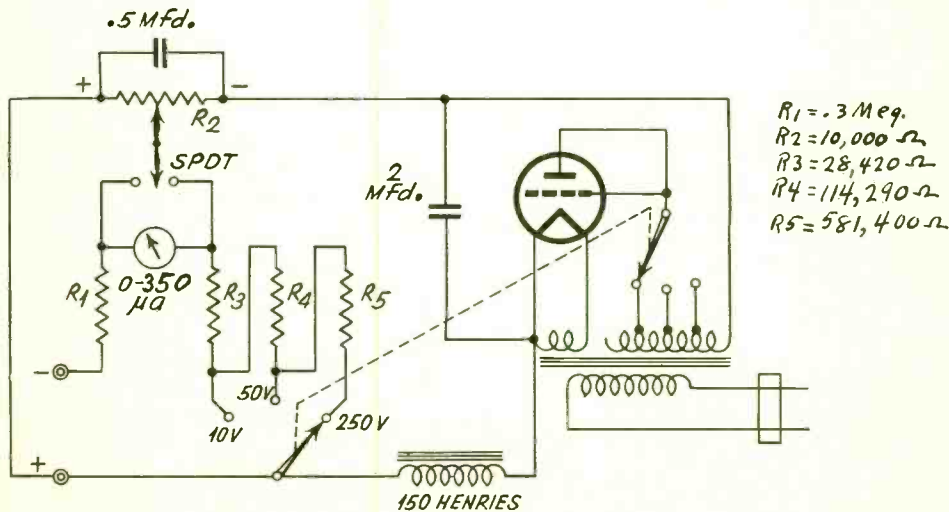 .5 Mfd.
+
−
R2
SPDT
2
Mfd.
0-350
µa
R1
R3
R4
R5
−
50V
10V
250V
+
150 HENRIES
R1 = .3 Meg.
R2 = 10,000 Ω
R3 = 28,420 Ω
R4 = 114,290 Ω
R5 = 581,400 Ω